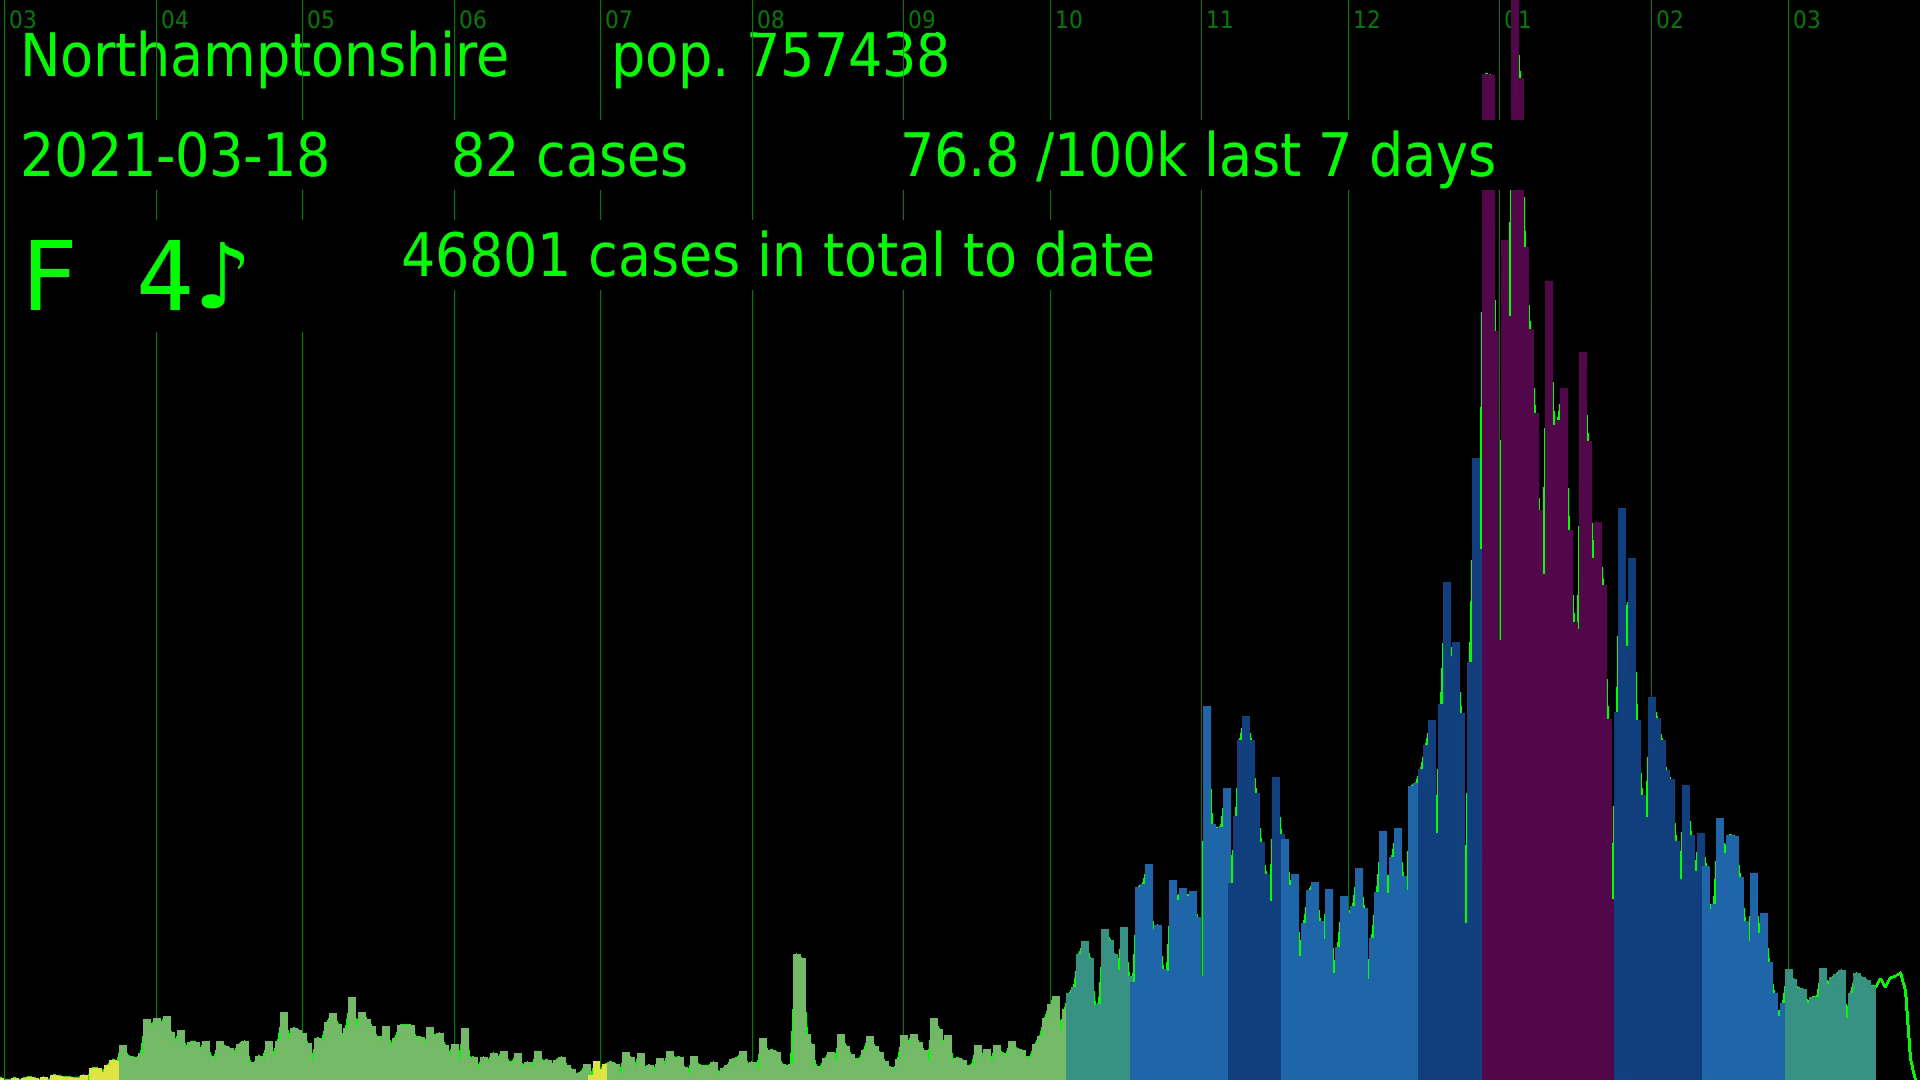 03 04 05 06 07 08 09 10 11 12 01 02 03
Northamptonshire pop. 757438
2021-03-18 82 cases 76.8 /100k last 7 days
F 4♪ 46801 cases in total to date